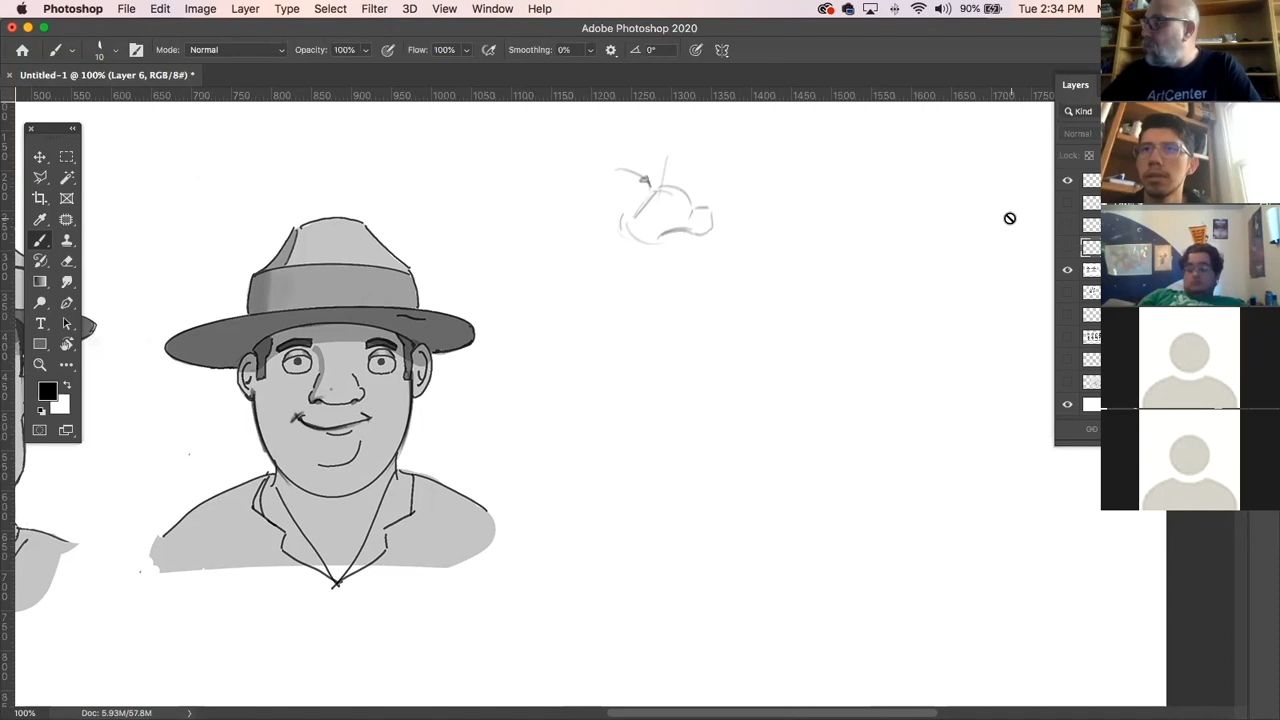 Photoshop File Edit Image Layer Type Select Filter 3D View Window Help 90% Tue 2:34 PM
Adobe Photoshop 2020
Mode: Normal Opacity: 100% Flow: 100% Smoothing: 0% 0°
10
Untitled-1 @ 100% (Layer 6, RGB/8#) *
500 550 600 650 700 750 800 850 900 950 1000 1050 1100 1150 1200 1250 1300 1350 1400 1450 1500 1550 1600 1650 1700 1750
Layers
Kind
Normal
Lock:
ArtCenter
100% Doc: 5.93M/57.8M